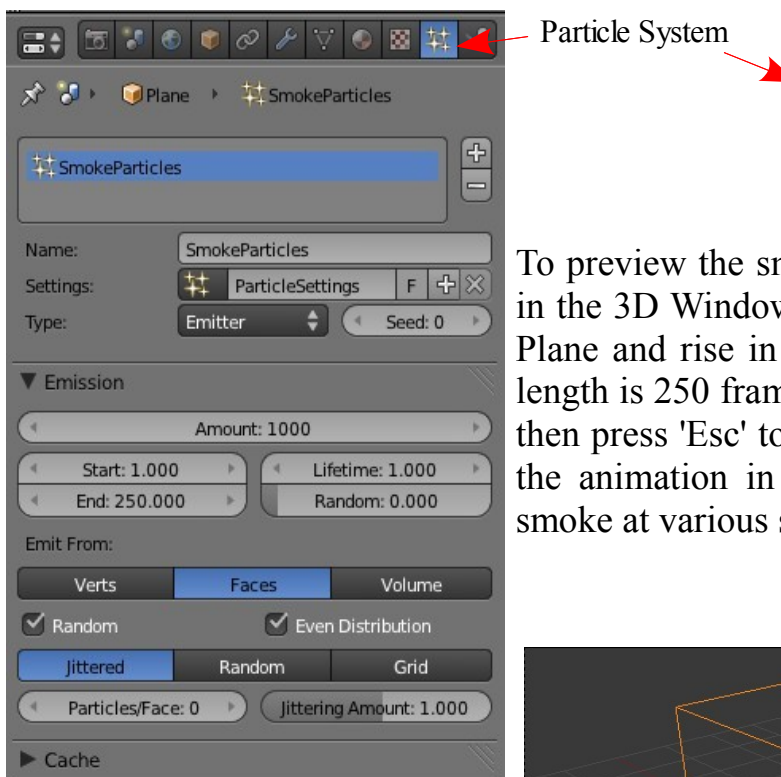 Particle System
Plane
SmokeParticles
SmokeParticles
Name: SmokeParticles
Settings: ParticleSettings F
Type: Emitter Seed: 0
Emission
Amount: 1000
Start: 1.000 Lifetime: 1.000
End: 250.000 Random: 0.000
Emit From:
Verts Faces Volume
Random Even Distribution
Jittered Random Grid
Particles/Face: 0 Jittering Amount: 1.000
Cache
To preview the
in the 3D
Plane and rise in
length is 250
then press 'Esc'
the animation in
smoke at various